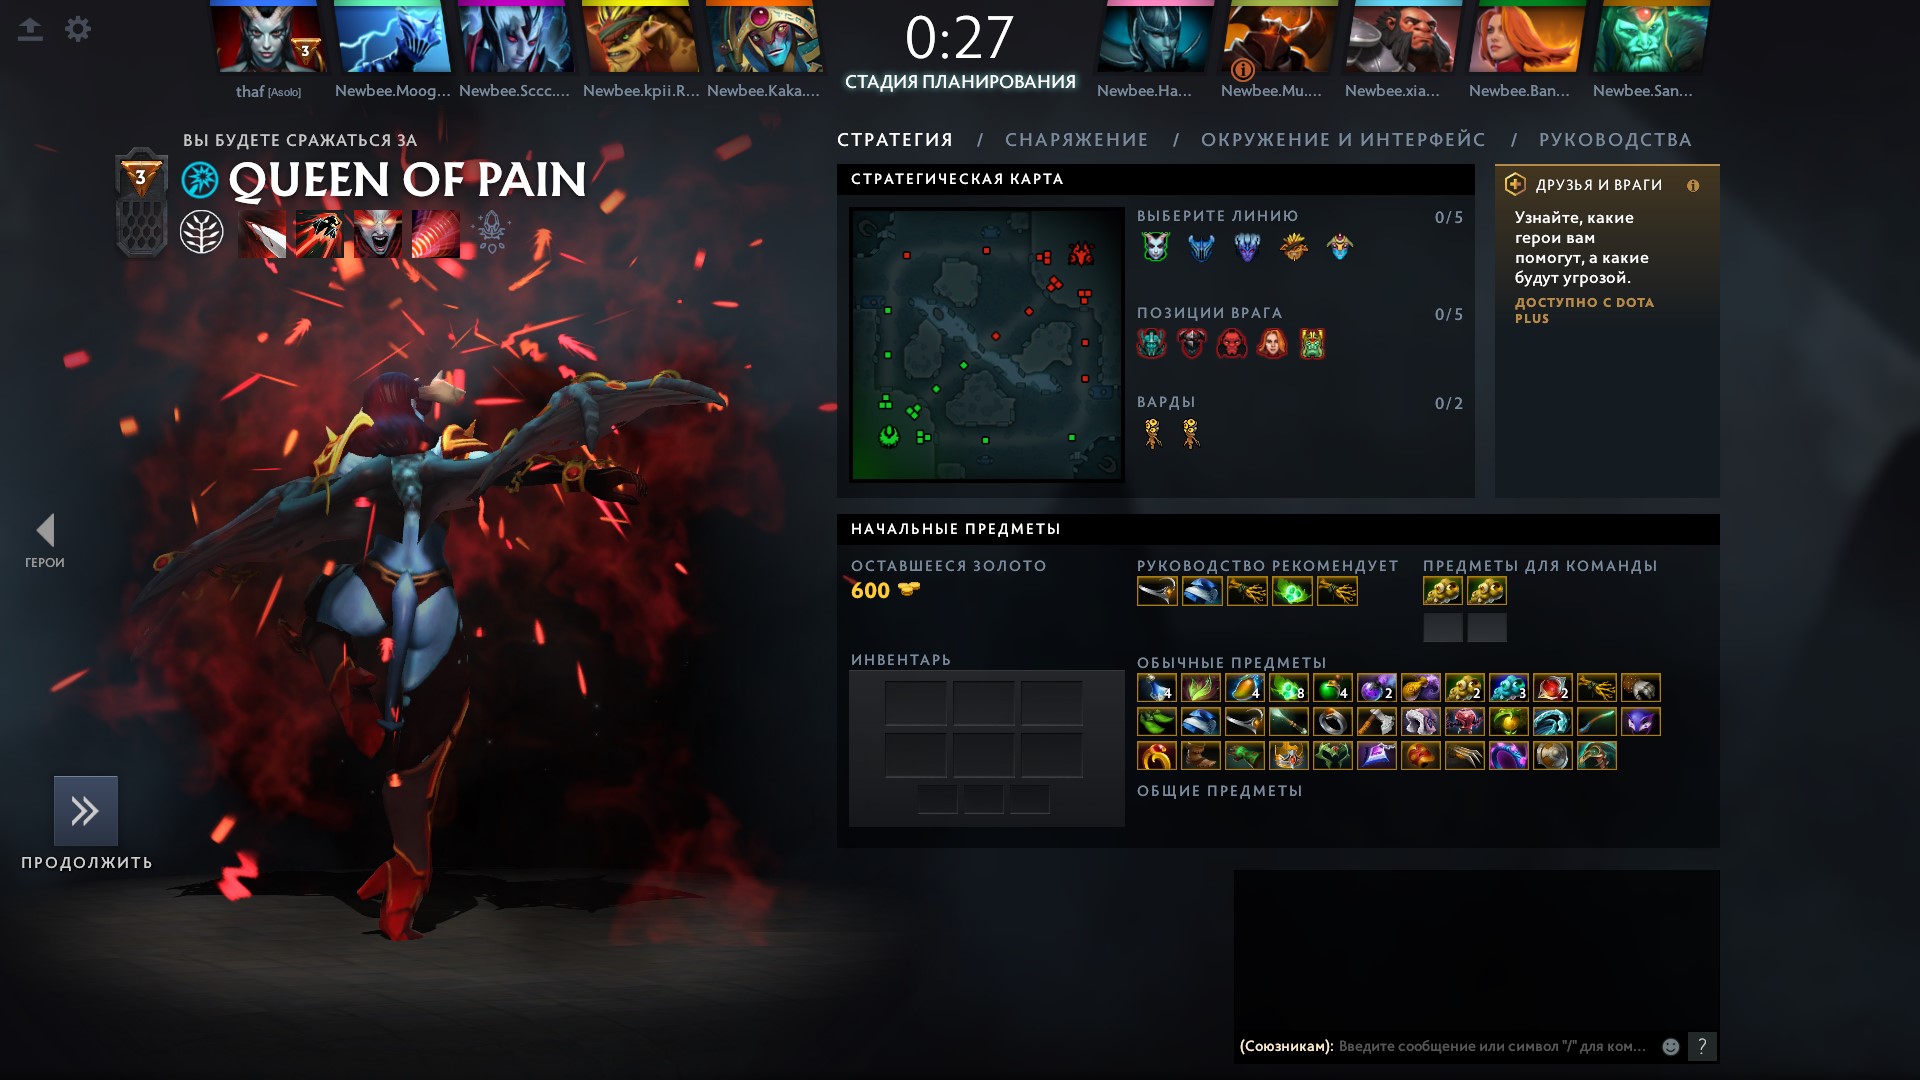 0:27
СТАДИЯ ПЛАНИРОВАНИЯ
3
thaf [Asolo]
Newbee.Moog...
Newbee.Sccc....
Newbee.kpii.R...
Newbee.Kaka....
Newbee.Ha...
Newbee.Mu....
Newbee.xia...
Newbee.Ban...
Newbee.San...
ВЫ БУДЕТЕ СРАЖАТЬСЯ ЗА
3
QUEEN OF PAIN
СТРАТЕГИЯ / СНАРЯЖЕНИЕ / ОКРУЖЕНИЕ И ИНТЕРФЕЙС / РУКОВОДСТВА
СТРАТЕГИЧЕСКАЯ КАРТА
ВЫБЕРИТЕ ЛИНИЮ 0/5
ПОЗИЦИИ ВРАГА 0/5
ВАРДЫ 0/2
ДРУЗЬЯ И ВРАГИ
Узнайте, какие
герои вам
помогут, а какие
будут угрозой.
ДОСТУПНО С DOTA
PLUS
ГЕРОИ
НАЧАЛЬНЫЕ ПРЕДМЕТЫ
ОСТАВШЕЕСЯ ЗОЛОТО
600
РУКОВОДСТВО РЕКОМЕНДУЕТ
ПРЕДМЕТЫ ДЛЯ КОМАНДЫ
ИНВЕНТАРЬ
ОБЫЧНЫЕ ПРЕДМЕТЫ
4 4 8 4 2 2 3 2
ОБЩИЕ ПРЕДМЕТЫ
ПРОДОЛЖИТЬ
(Союзникам): Введите сообщение или символ "/" для ком...
?